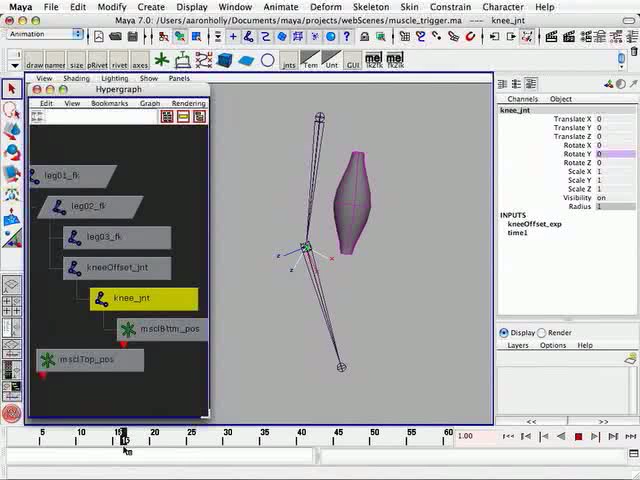 Maya File Edit Modify Create Display Window Animate Deform Skeleton Skin Constrain Character Help
Maya 7.0: /Users/aaronholly/Documents/maya/projects/webScenes/muscle_trigger.ma --- knee_jnt
Animation
drawnamer size pRivet rivet axes
jnts Tem Unt GUI mel ik2fk mel fk2ik
View Shading Lighting Show Panels
Hypergraph
Edit View Bookmarks Graph Rendering
leg01_fk
leg02_fk
leg03_fk
kneeOffset_jnt
knee_jnt
msclBttm_pos
msclTop_pos
z
z
x
Channels Object
knee_jnt
Translate X 0
Translate Y 0
Translate Z 0
Rotate X 0
Rotate Y 0
Rotate Z 0
Scale X 1
Scale Y 1
Scale Z 1
Visibility on
Radius 1
INPUTS
kneeOffset_exp
time1
Display Render
Layers Options Help
<< >>
5 10 15 20 25 30 35 40 45 50 55 60
1.00